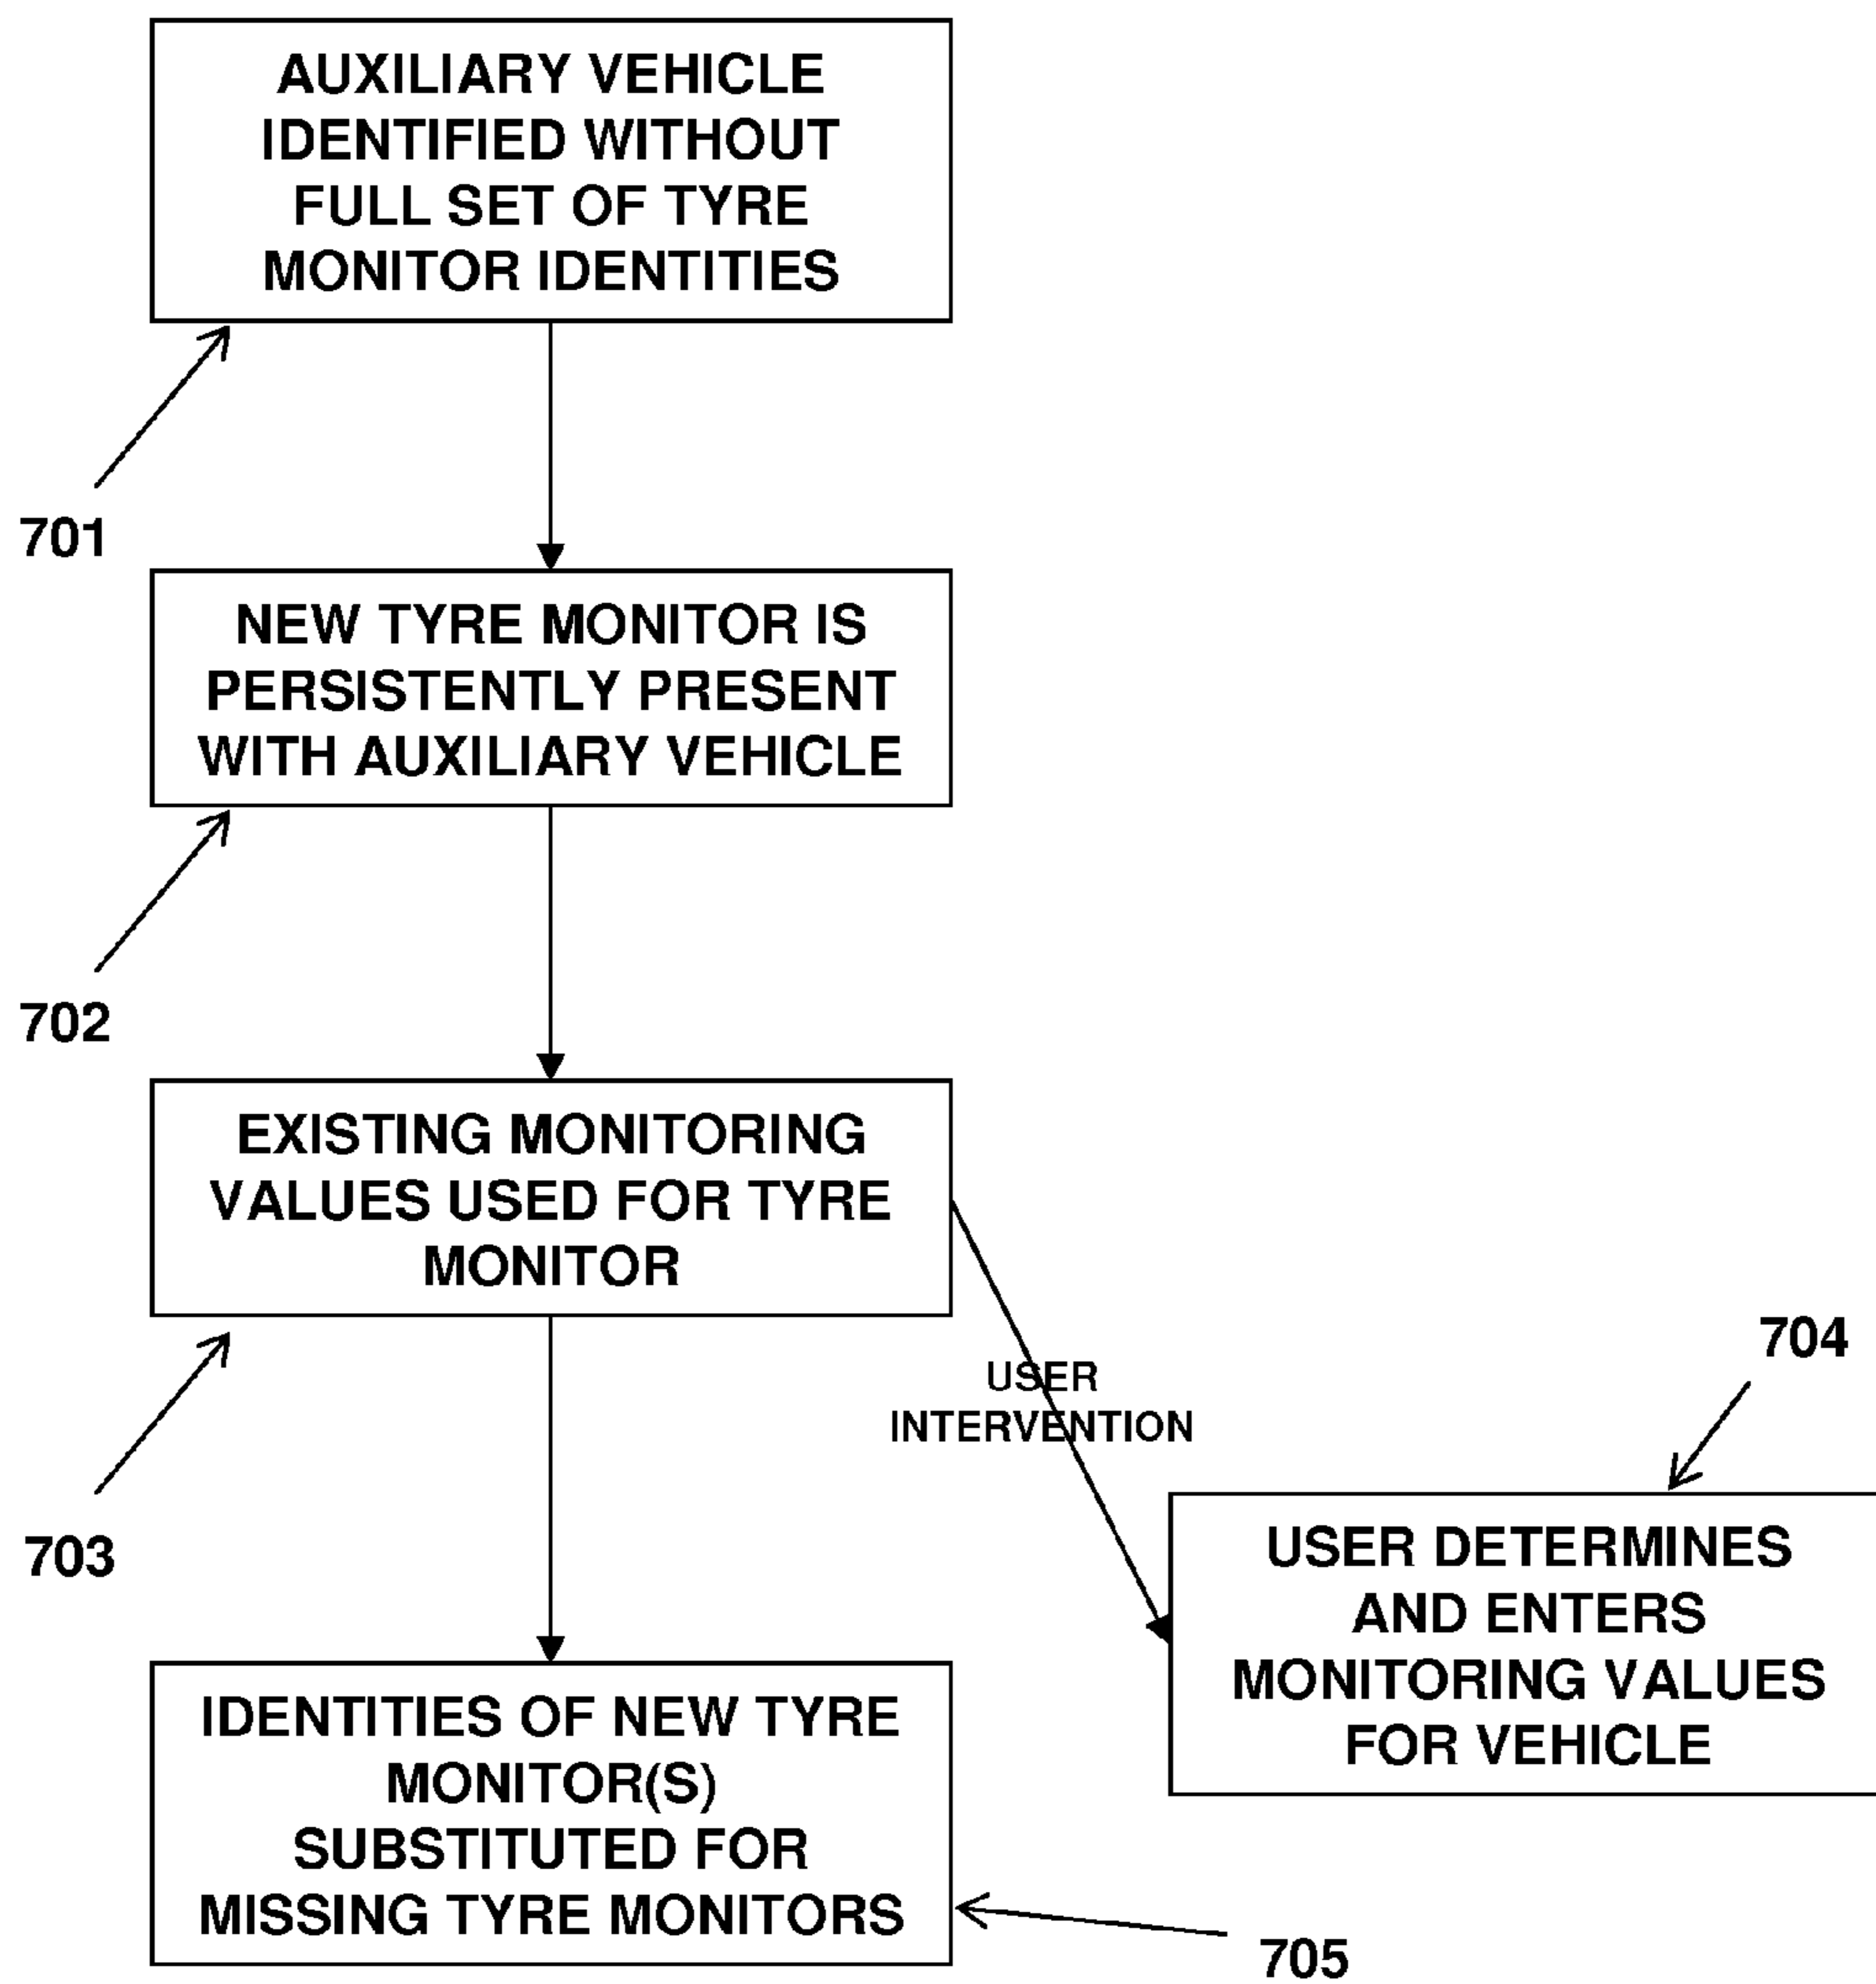 AUXILIARY VEHICLE
IDENTIFIED WITHOUT
FULL SET OF TYRE
MONITOR IDENTITIES
701
NEW TYRE MONITOR IS
PERSISTENTLY PRESENT
WITH AUXILIARY VEHICLE
702
EXISTING MONITORING
VALUES USED FOR TYRE
MONITOR
703
USER
INTERVENTION
704
USER DETERMINES
AND ENTERS
MONITORING VALUES
FOR VEHICLE
IDENTITIES OF NEW TYRE
MONITOR(S)
SUBSTITUTED FOR
MISSING TYRE MONITORS
705